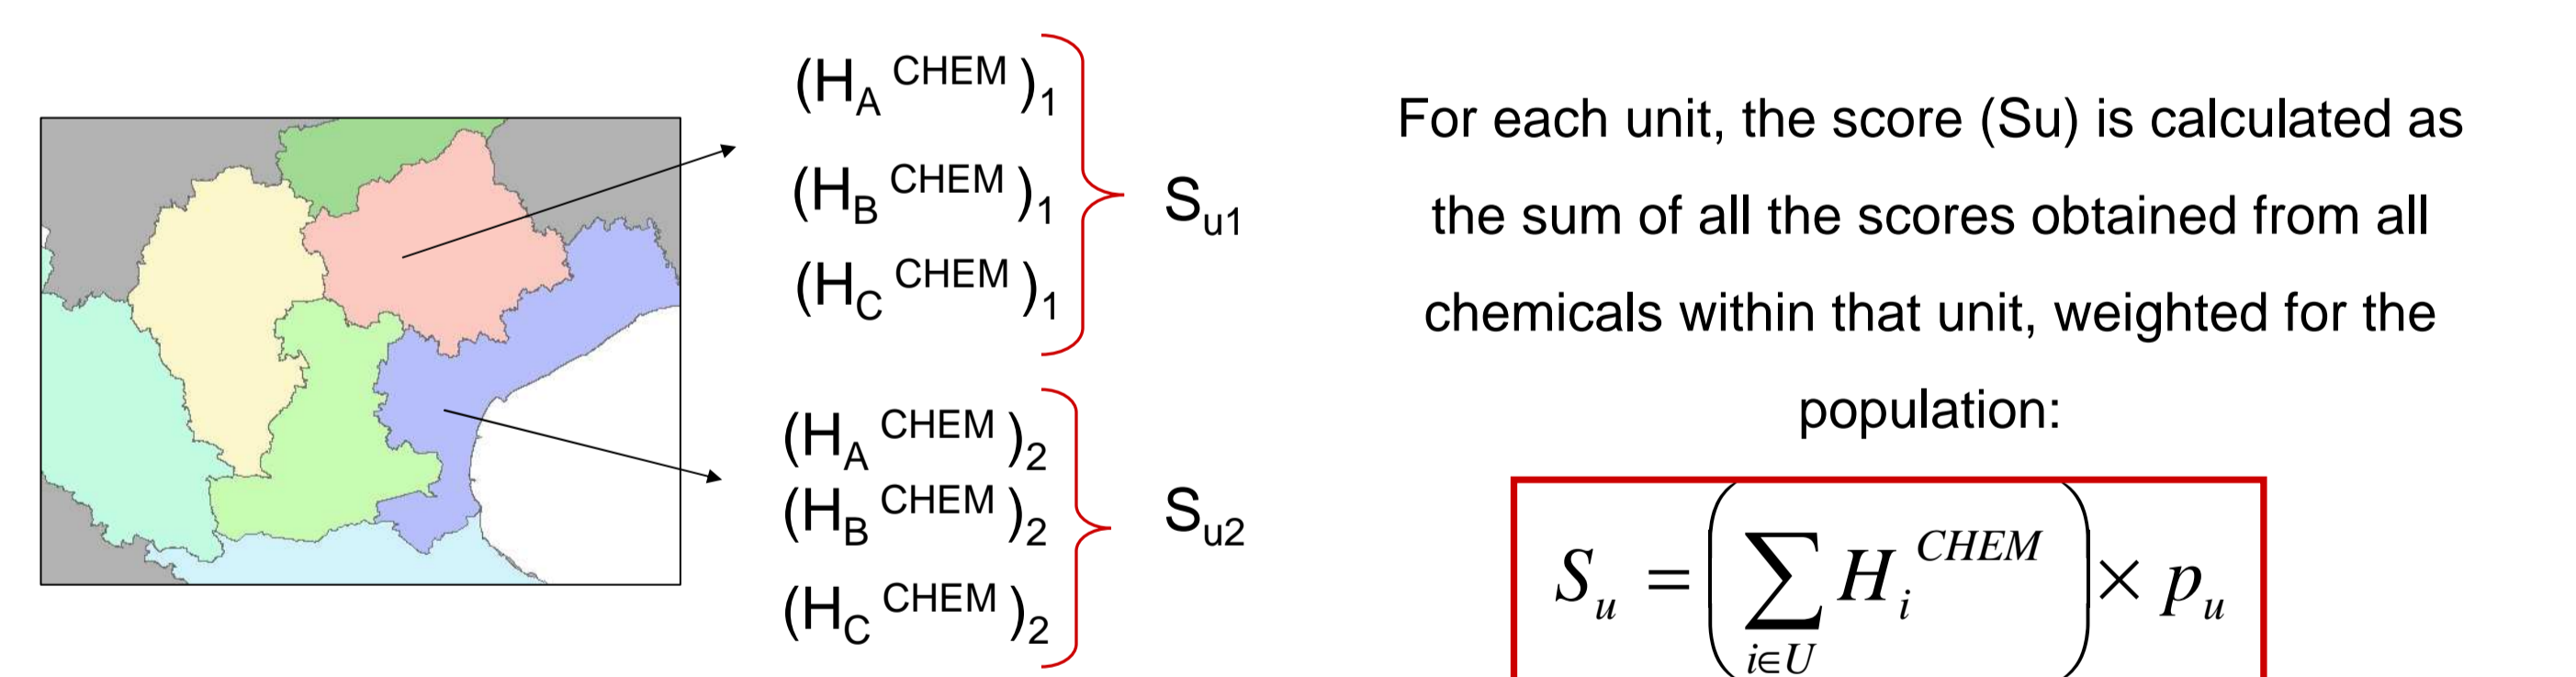 (H_A^CHEM)_1
(H_B^CHEM)_1
(H_C^CHEM)_1
S_u1
(H_A^CHEM)_2
(H_B^CHEM)_2
(H_C^CHEM)_2
S_u2
For each unit, the score (Su) is calculated as
the sum of all the scores obtained from all
chemicals within that unit, weighted for the
population:
S_u = (∑_{i∈U} H_i^CHEM) × p_u